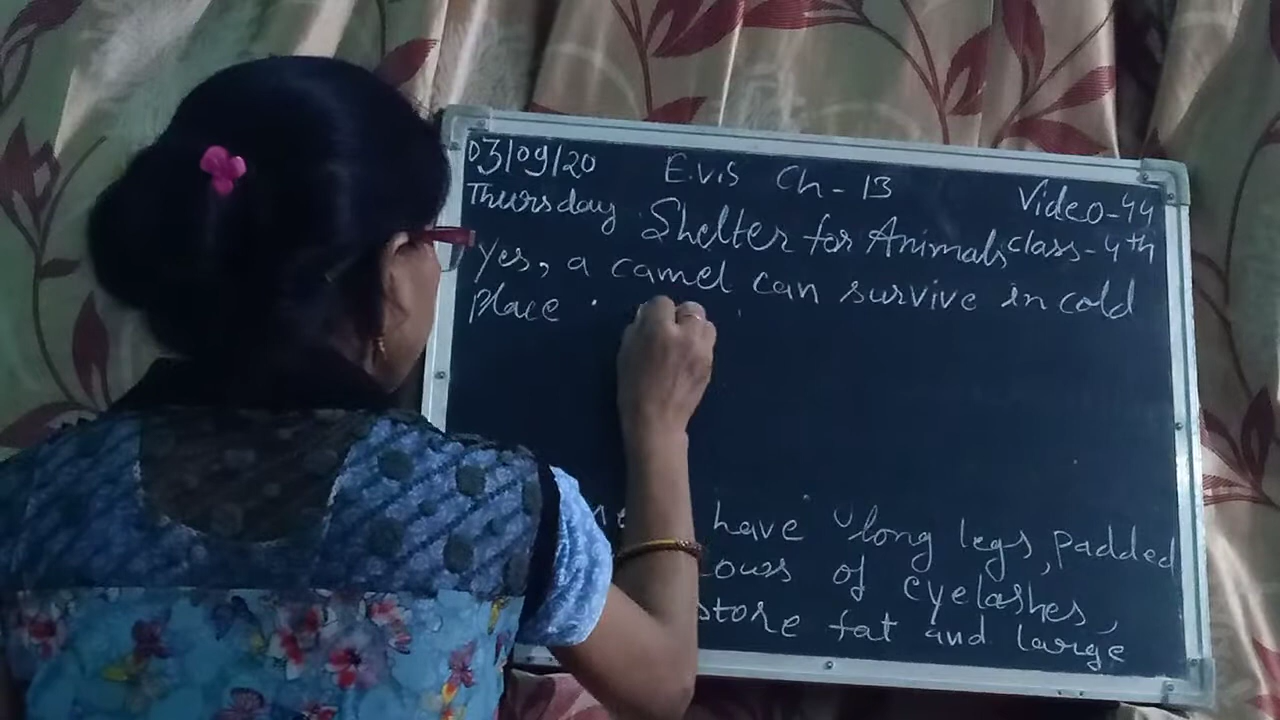 03/09/20 E.vis Ch - 13 Video-44
Thursday Shelter for Animals class-4th
Yes, a camel can survive in cold
place.
have long legs, padded
of eyelashes,
store fat and large